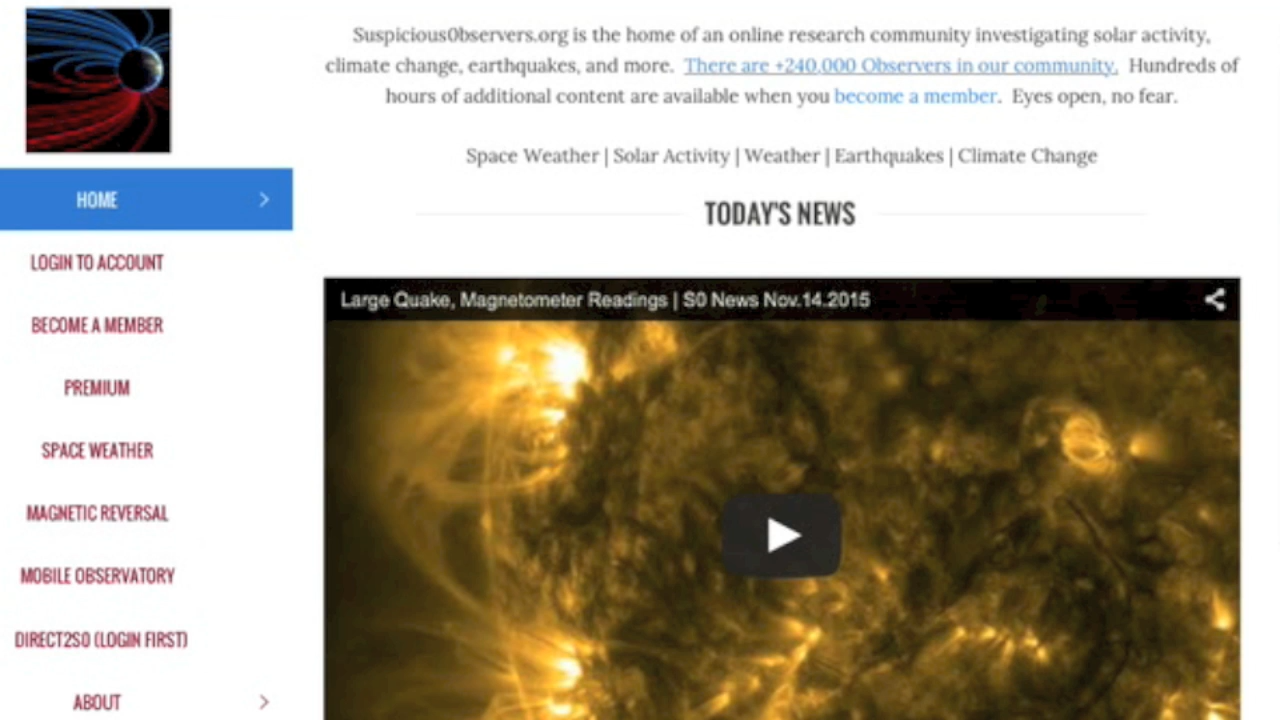 Suspicious0bservers.org is the home of an online research community investigating solar activity,
climate change, earthquakes, and more. There are +240,000 Observers in our community. Hundreds of
hours of additional content are available when you become a member. Eyes open, no fear.
Space Weather | Solar Activity | Weather | Earthquakes | Climate Change
HOME
LOGIN TO ACCOUNT
BECOME A MEMBER
PREMIUM
SPACE WEATHER
MAGNETIC REVERSAL
MOBILE OBSERVATORY
DIRECT2S0 (LOGIN FIRST)
ABOUT
TODAY'S NEWS
Large Quake, Magnetometer Readings | S0 News Nov.14.2015